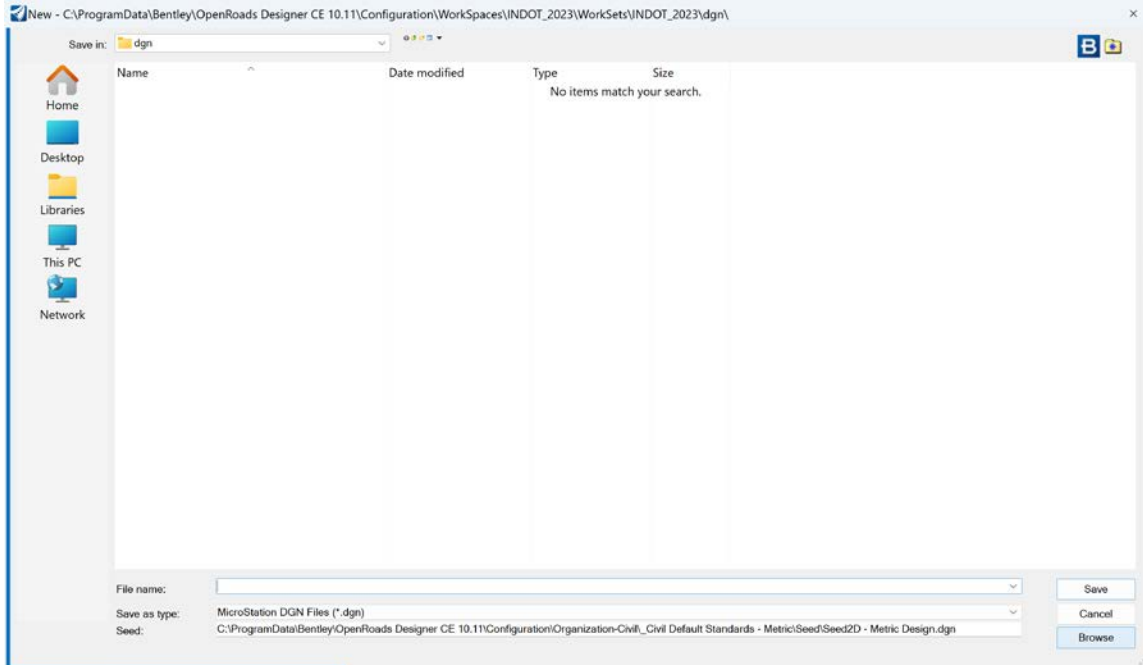 New - C:\ProgramData\Bentley\OpenRoads Designer CE 10.11\Configuration\WorkSpaces\INDOT_2023\WorkSets\INDOT_2023\dgn\
Save in: dgn
B
Name Date modified Type Size
No items match your search.
Home
Desktop
Libraries
This PC
Network
File name: Save
Save as type: MicroStation DGN Files (*.dgn) Cancel
Seed: C:\ProgramData\Bentley\OpenRoads Designer CE 10.11\Configuration\Organization-Civil\_Civil Default Standards - Metric\Seed\Seed2D - Metric Design.dgn Browse